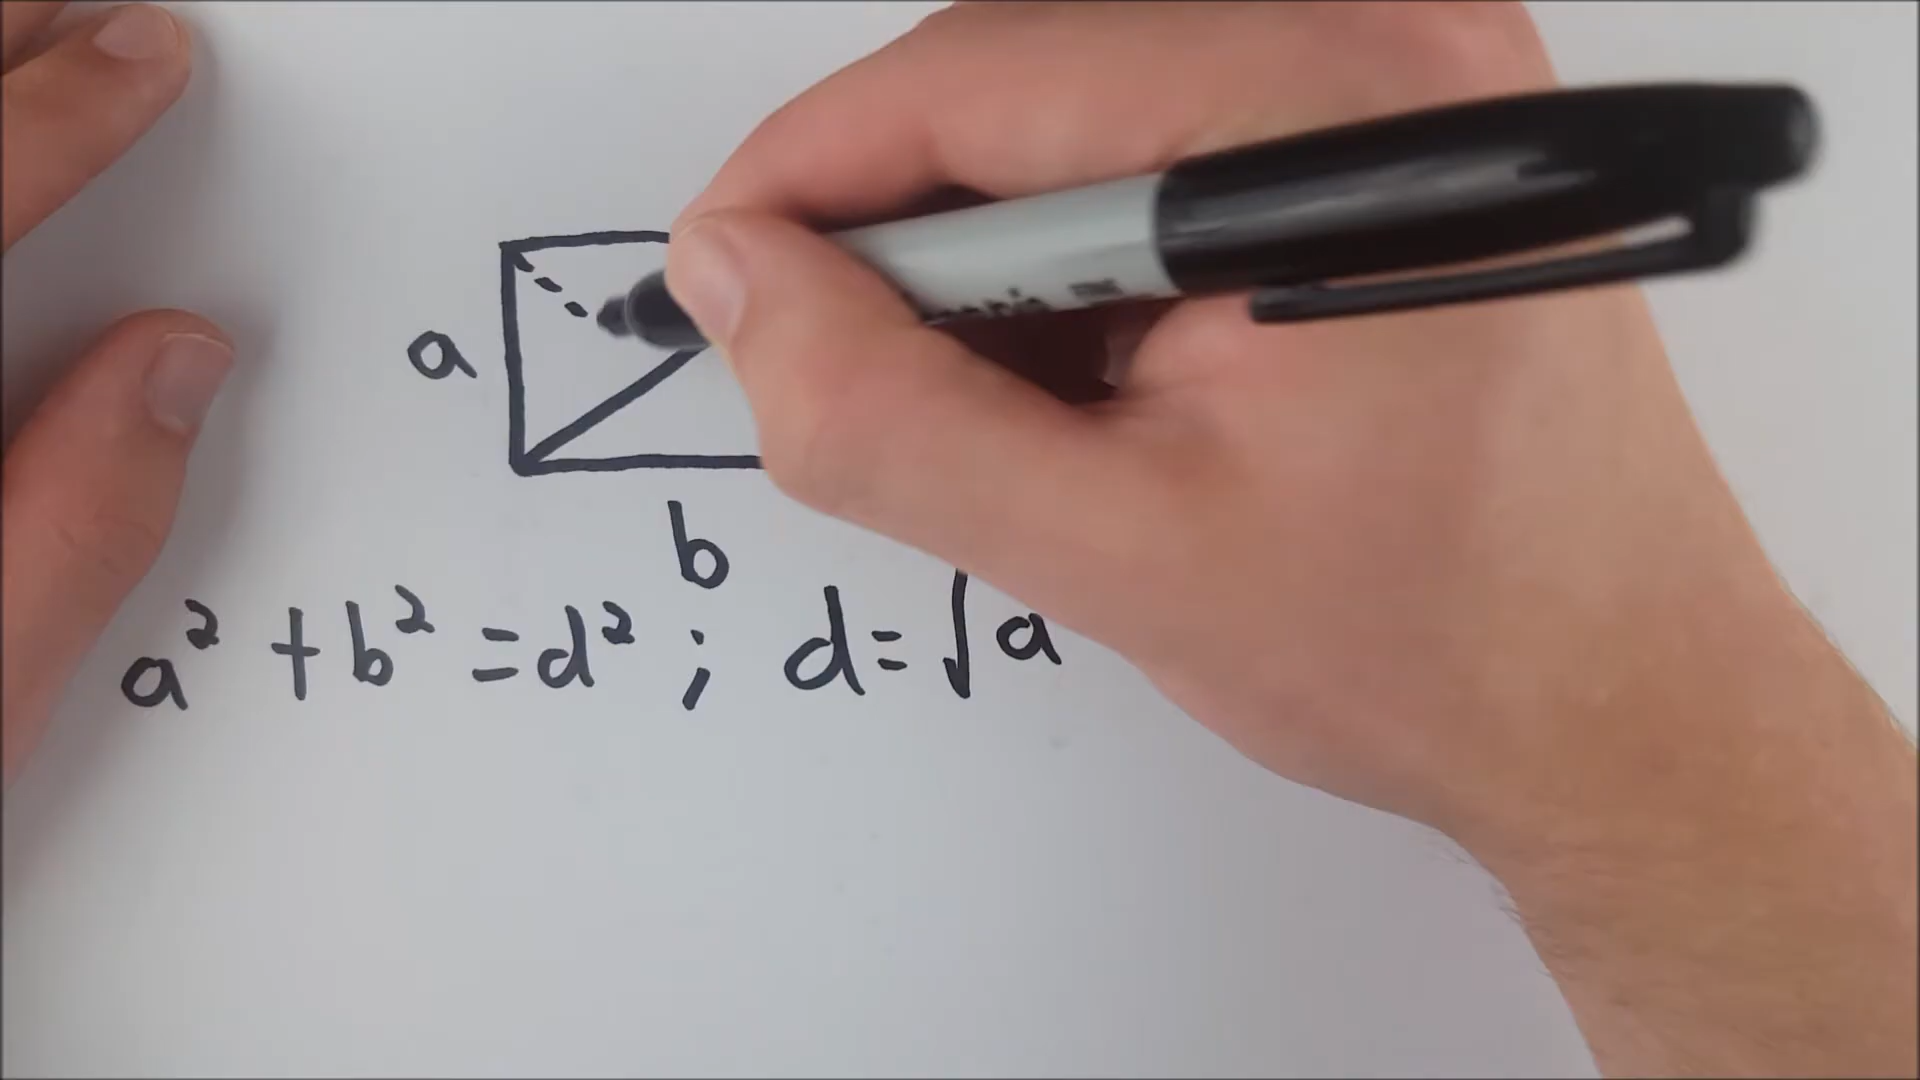 a
b
a² + b² = d² ; d = √a